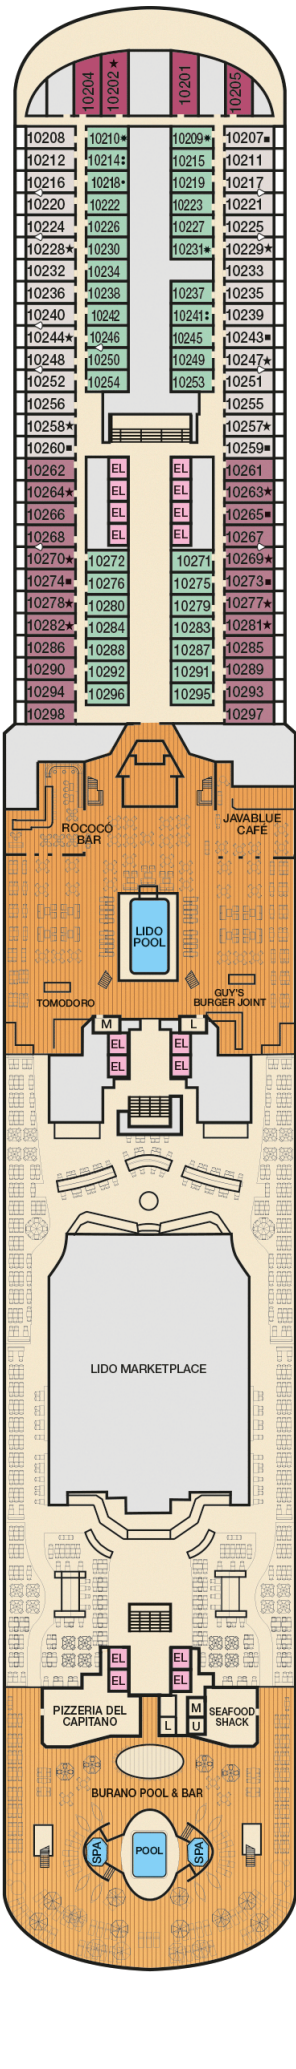 10204
10202★
10201
10205
10208 10210✱ 10209✱ 10207■
10212 10214: 10215 10211
10216 10218• 10219 10217
10220 10222 10223 10221
10224 10226 10227 10225
10228★ 10230 10231✱ 10229★
10232 10234 10233
10236 10238 10237 10235
10240 10242 10241: 10239
10244★ 10246 10245 10243■
10248 10250 10249 10247★
10252 10254 10253 10251
10256 10255
10258★ 10257★
10260■ 10259■
10262 EL EL 10261
10264★ EL EL 10263★
10266 EL EL 10265■
10268 EL EL 10267
10270★ 10272 10271 10269★
10274■ 10276 10275 10273■
10278★ 10280 10279 10277★
10282★ 10284 10283 10281★
10286 10288 10287 10285
10290 10292 10291 10289
10294 10296 10295 10293
10298 10297
ROCOCÓ
BAR
JAVABLUE
CAFÉ
LIDO
POOL
TOMODORO
GUY'S
BURGER JOINT
M L
EL EL
EL EL
LIDO MARKETPLACE
EL EL
EL EL
PIZZERIA DEL
CAPITANO
L
M
U
SEAFOOD
SHACK
BURANO POOL & BAR
SPA
POOL
SPA